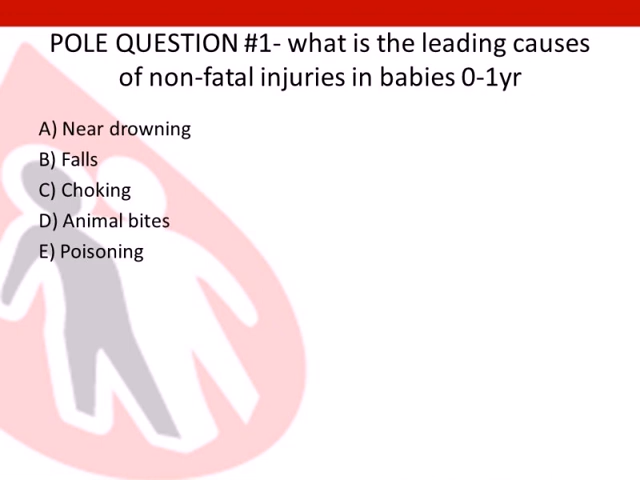 POLE QUESTION #1- what is the leading causes
of non-fatal injuries in babies 0-1yr
A) Near drowning
B) Falls
C) Choking
D) Animal bites
E) Poisoning